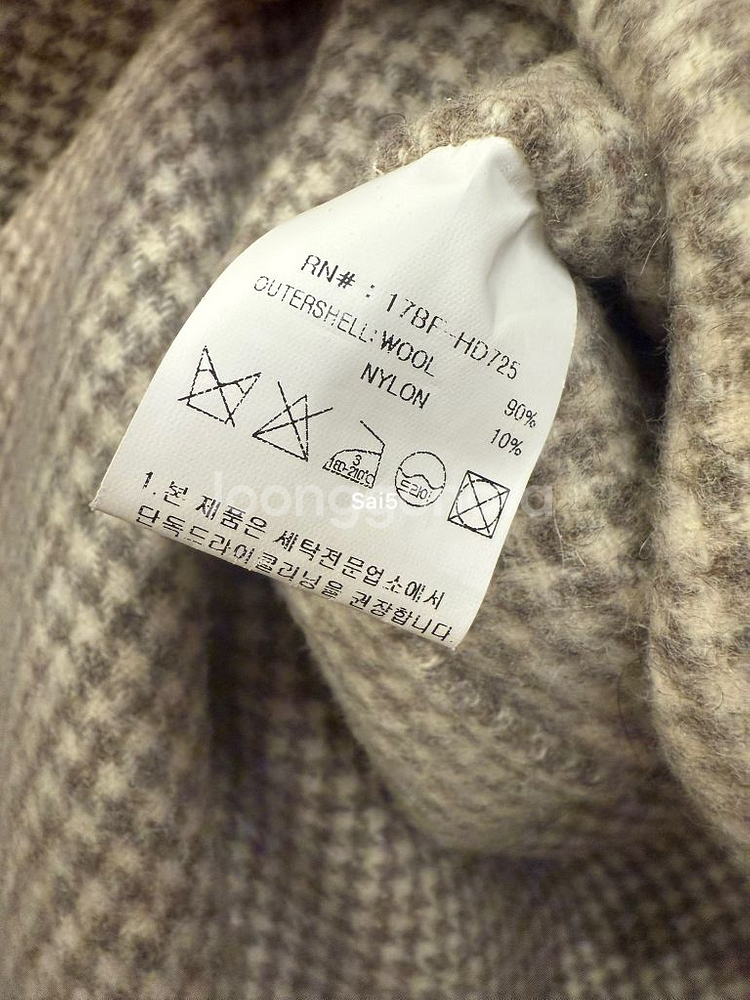 RN# : 17BF-HD725
OUTERSHELL: WOOL 90%
NYLON 10%
3
180-210℃
드라이
1. 본 제품은 세탁전문업소에서
단독드라이클리닝을 권장합니다.
Sai5